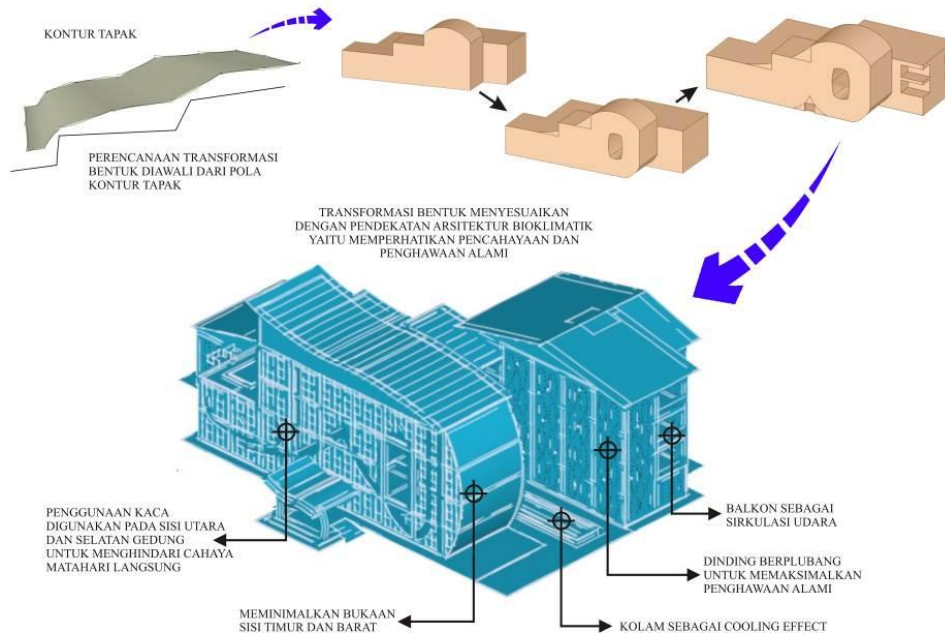 KONTUR TAPAK
PERENCANAAN TRANSFORMASI
BENTUK DIAWALI DARI POLA
KONTUR TAPAK
TRANSFORMASI BENTUK MENYESUAIKAN
DENGAN PENDEKATAN ARSITEKTUR BIOKLIMATIK
YAITU MEMPERHATIKAN PENCAHAYAAN DAN
PENGHAWAAN ALAMI
PENGGUNAAN KACA
DIGUNAKAN PADA SISI UTARA
DAN SELATAN GEDUNG
UNTUK MENGHINDARI CAHAYA
MATAHARI LANGSUNG
MEMINIMALKAN BUKAAN
SISI TIMUR DAN BARAT
BALKON SEBAGAI
SIRKULASI UDARA
DINDING BERPLUBANG
UNTUK MEMAKSIMALKAN
PENGHAWAAN ALAMI
KOLAM SEBAGAI COOLING EFFECT